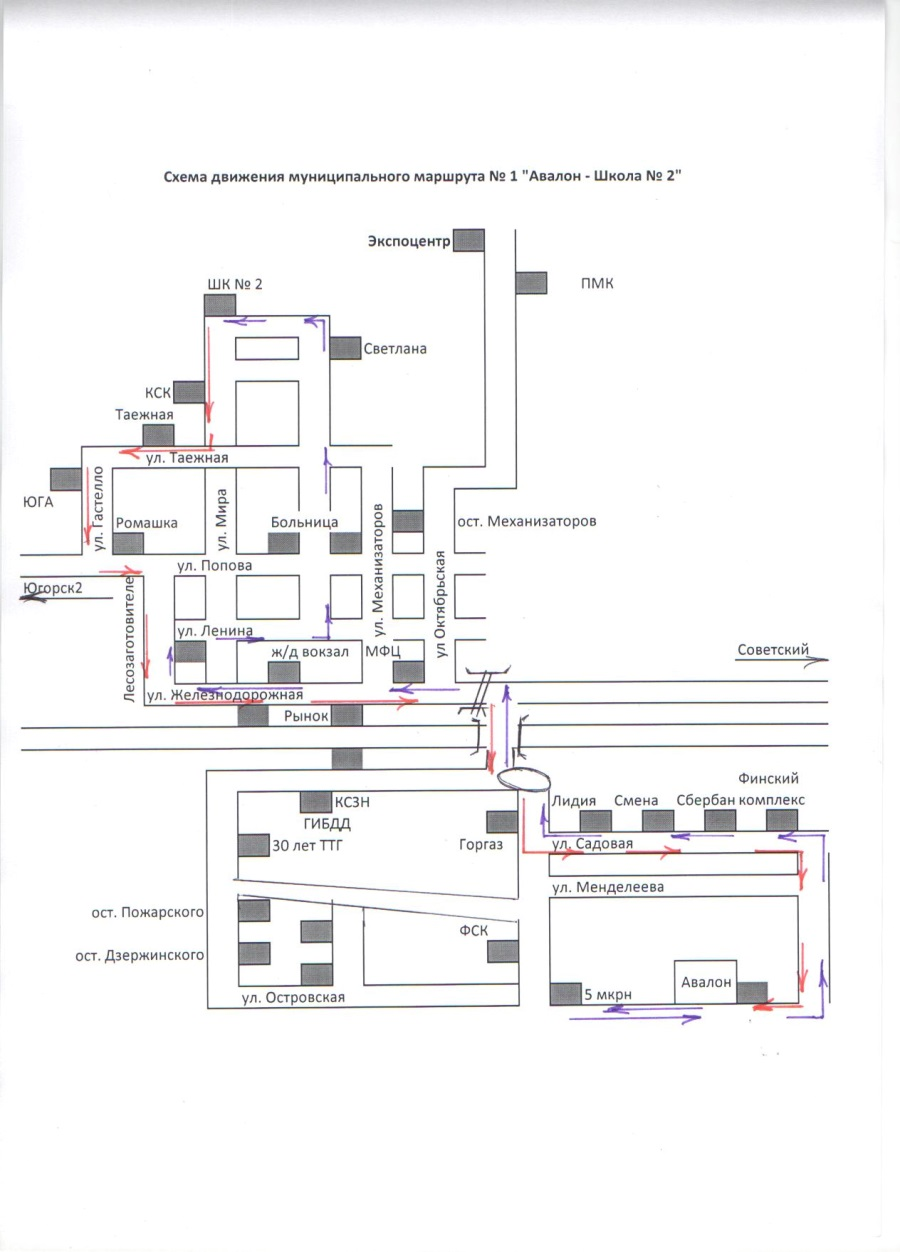 Схема движения муниципального маршрута № 1 "Авалон - Школа № 2"
Экспоцентр
ПМК
ШК № 2
Светлана
КСК
Таежная
ул. Таежная
ЮГА
ул. Гастелло
Ромашка
ул. Мира
Больница
ул. Механизаторов
ост. Механизаторов
ул. Попова
Югорск2
Лесозаготовителе
ул Октябрьская
ул. Ленина
ж/д вокзал
МФЦ
Советский
ул. Железнодорожная
Рынок
Финский
КСЗН
Лидия
Смена
Сбербан
комплекс
ГИБДД
30 лет ТТГ
Горгаз
ул. Садовая
ул. Менделеева
ост. Пожарского
ФСК
ост. Дзержинского
Авалон
5 мкрн
ул. Островская